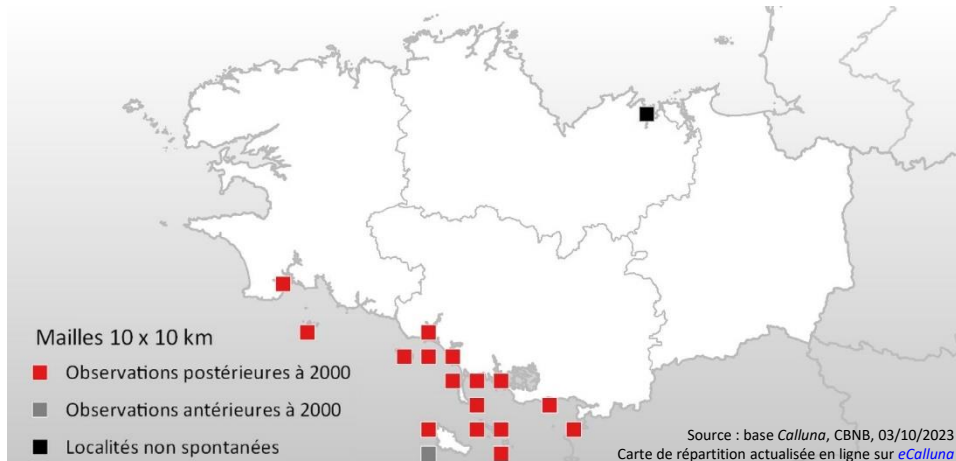 Mailles 10 x 10 km
Observations postérieures à 2000
Observations antérieures à 2000
Localités non spontanées
Source : base Calluna, CBNB, 03/10/2023
Carte de répartition actualisée en ligne sur eCalluna